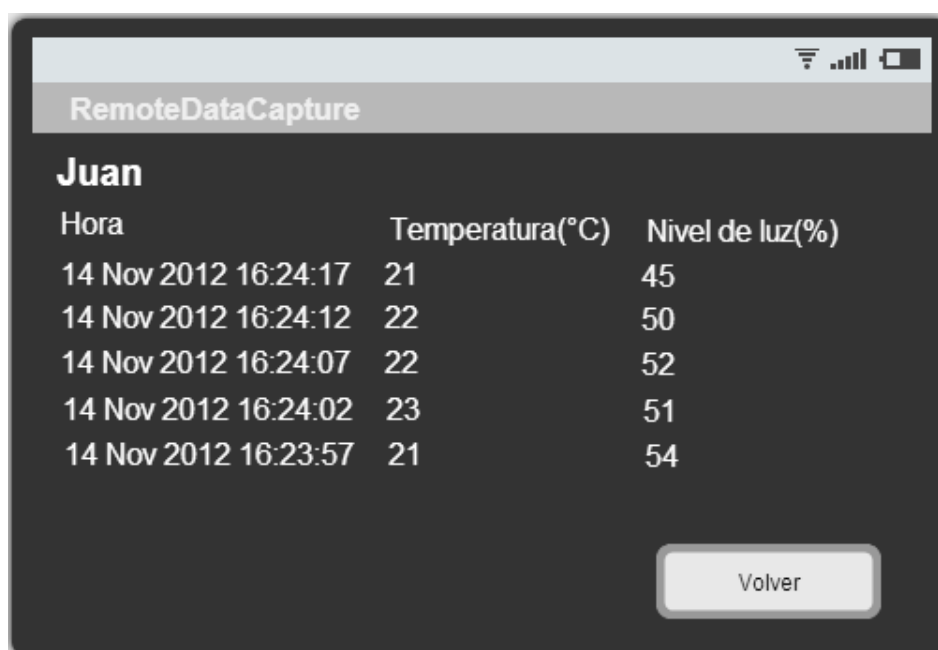 RemoteDataCapture
Juan
Hora Temperatura(°C) Nivel de luz(%)
14 Nov 2012 16:24:17 21 45
14 Nov 2012 16:24:12 22 50
14 Nov 2012 16:24:07 22 52
14 Nov 2012 16:24:02 23 51
14 Nov 2012 16:23:57 21 54
Volver